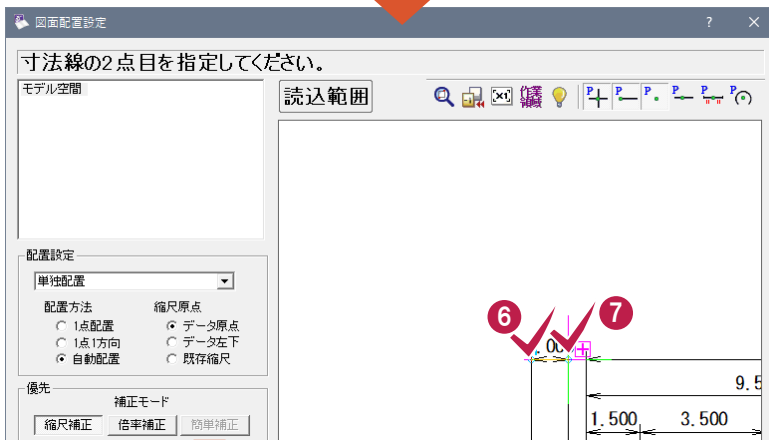 図面配置設定
?
×
寸法線の2点目を指定してください。
モデル空間
読込範囲
作業
編集
P P P P P P
配置設定
単独配置
配置方法
縮尺原点
1点配置
データ原点
1点1方向
データ左下
自動配置
既存縮尺
優先
補正モード
縮尺補正
倍率補正
簡単補正
6
7
.00
9.5
1.500
3.500